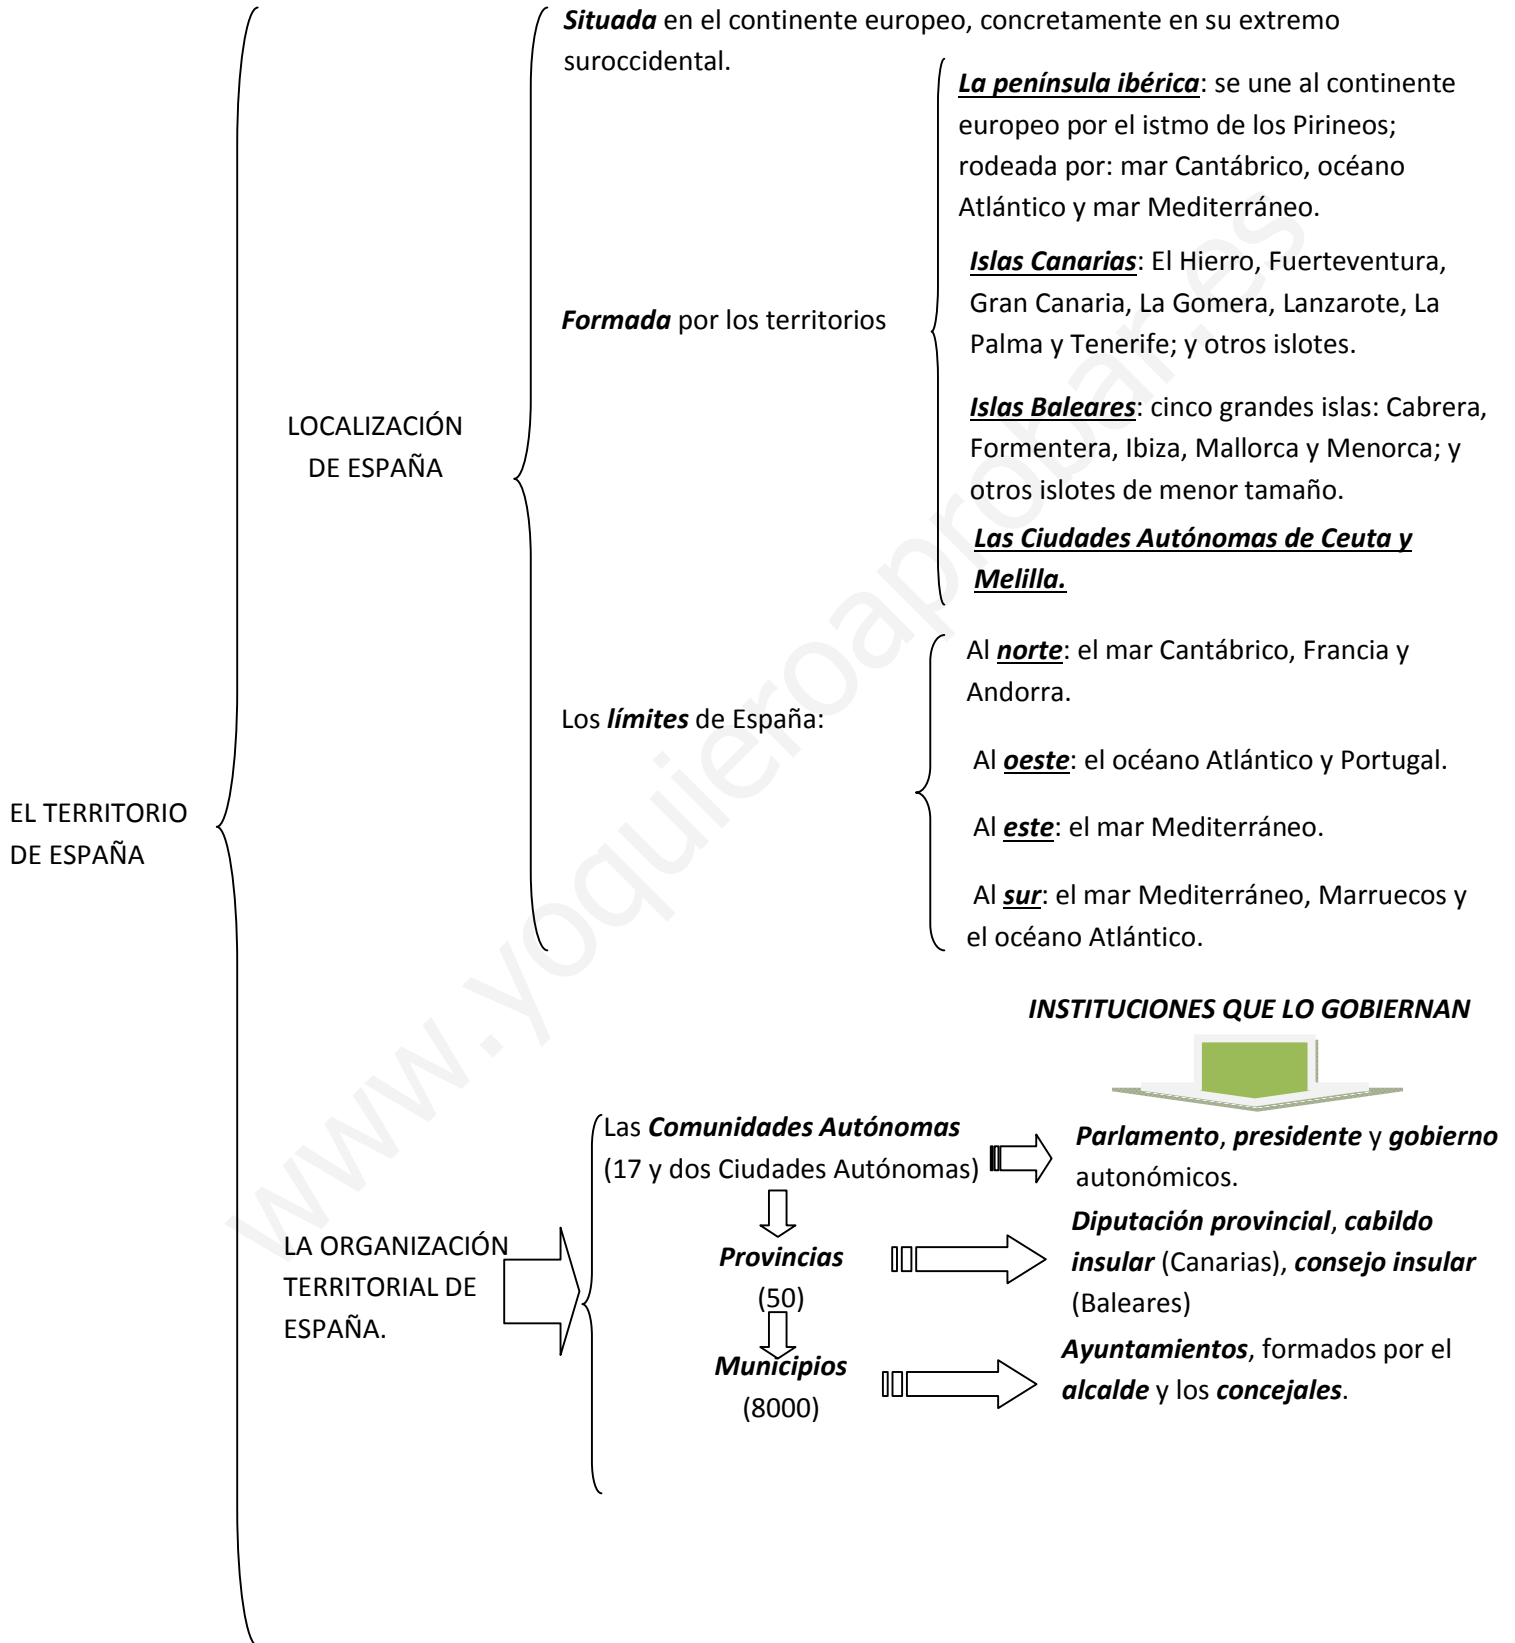 Situada en el continente europeo, concretamente en su extremo
suroccidental.
La península ibérica: se une al continente
europeo por el istmo de los Pirineos;
rodeada por: mar Cantábrico, océano
Atlántico y mar Mediterráneo.
Islas Canarias: El Hierro, Fuerteventura,
Gran Canaria, La Gomera, Lanzarote, La
Palma y Tenerife; y otros islotes.
Formada por los territorios
Islas Baleares: cinco grandes islas: Cabrera,
Formentera, Ibiza, Mallorca y Menorca; y
otros islotes de menor tamaño.
LOCALIZACIÓN
DE ESPAÑA
Las Ciudades Autónomas de Ceuta y
Melilla.
Al norte: el mar Cantábrico, Francia y
Andorra.
Los límites de España:
Al oeste: el océano Atlántico y Portugal.
Al este: el mar Mediterráneo.
Al sur: el mar Mediterráneo, Marruecos y
el océano Atlántico.
EL TERRITORIO
DE ESPAÑA
INSTITUCIONES QUE LO GOBIERNAN
Las Comunidades Autónomas
(17 y dos Ciudades Autónomas)
Parlamento, presidente y gobierno
autonómicos.
LA ORGANIZACIÓN
TERRITORIAL DE
ESPAÑA.
Provincias
(50)
Diputación provincial, cabildo
insular (Canarias), consejo insular
(Baleares)
Municipios
(8000)
Ayuntamientos, formados por el
alcalde y los concejales.
www.yoquieroaprobar.es